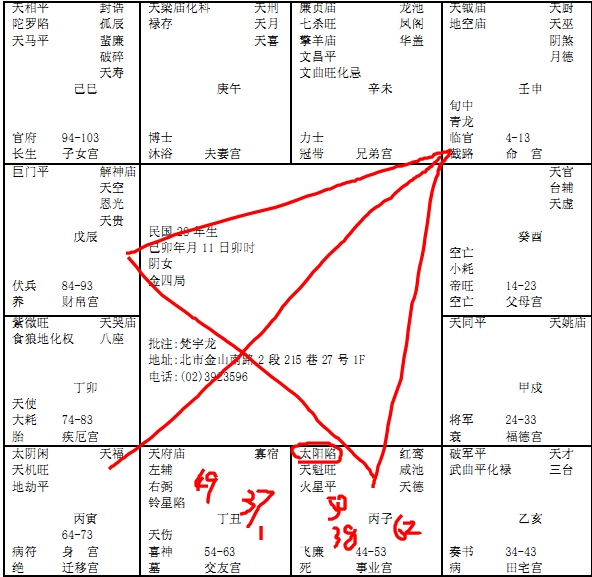 天相平 封诰
陀罗陷 孤辰
天马平 蜚廉
破碎
天寿
己巳
官府 94-103
长生 子女宫
天梁庙化科 天刑
禄存 天月
天喜
庚午
博士
沐浴 夫妻宫
廉贞庙 龙池
七杀旺 凤阁
擎羊庙 华盖
文昌平
文曲旺化忌
辛未
力士
冠带 兄弟宫
天钺庙 天厨
地空庙 天巫
阴煞
月德
壬申
旬中
青龙
临官 4-13
截路 命 宫
巨门平 解神庙
天空
恩光
天贵
戊辰
伏兵 84-93
养 财帛宫
民国 28 年生
己卯年月 11 日卯时
阴女
金四局
批注:梵宇龙
地址:北市金山南路 2 段 215 巷 27 号 1F
电话:(02)3923596
天官
台辅
天虚
癸酉
空亡
小耗
帝旺 14-23
空亡 父母宫
紫微旺 天哭庙
食狼地化权 八座
丁卯
天使
大耗 74-83
胎 疾厄宫
天同平 天姚庙
甲戍
将军 24-33
衰 福德宫
太阴闲 天福
天机旺
地劫平
丙寅
64-73
病符 身 宫
绝 迁移宫
天府庙 寡宿
左辅
右弼
铃星陷
49
37
1
丁丑
天伤
喜神 54-63
墓 交友宫
太阳陷 红鸾
天魁旺 咸池
火星平 天德
38
62
丙子
飞廉 44-53
死 事业宫
破军平 天才
武曲平化禄 三台
乙亥
奏书 34-43
病 田宅宫